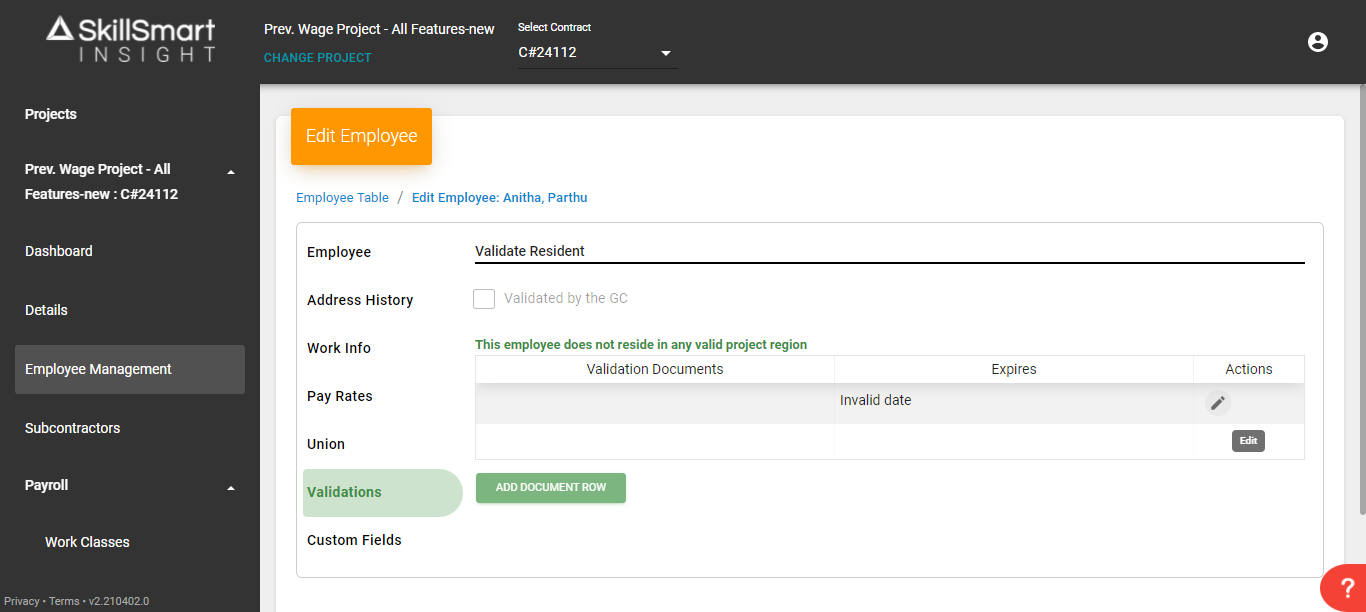 SkillSmart
INSIGHT
Prev. Wage Project - All Features-new
CHANGE PROJECT
Select Contract
C#24112
Projects
Prev. Wage Project - All
Features-new : C#24112
Dashboard
Details
Employee Management
Subcontractors
Payroll
Work Classes
Privacy • Terms • v2.210402.0
Edit Employee
Employee Table / Edit Employee: Anitha, Parthu
Employee
Address History
Work Info
Pay Rates
Union
Validations
Custom Fields
Validate Resident
Validated by the GC
This employee does not reside in any valid project region
Validation Documents Expires Actions
Invalid date
Edit
ADD DOCUMENT ROW
?